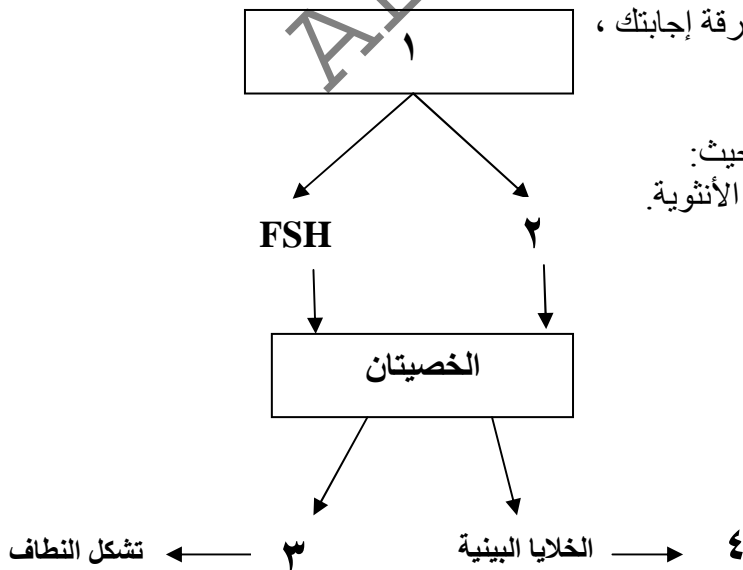 رقة إجابتك ،
١
حيث:
الأنثوية.
FSH
٢
الخصيتان
٤
الخلايا البينية
٣
تشكل النطاف